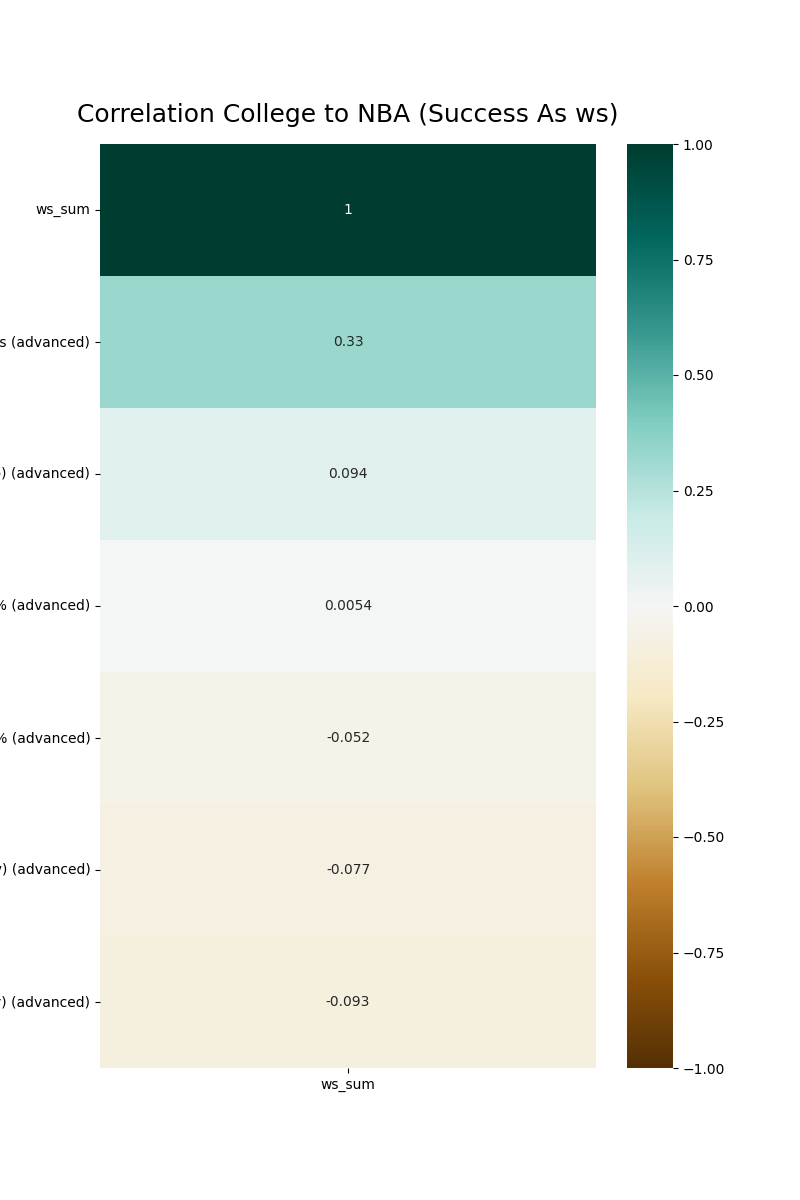 Correlation College to NBA (Success As ws)
1.00
ws_sum
1
0.75
s (advanced)
0.33
0.50
) (advanced)
0.094
0.25
% (advanced)
0.0054
0.00
% (advanced)
-0.052
−0.25
) (advanced)
-0.077
−0.50
) (advanced)
-0.093
−0.75
ws_sum
−1.00